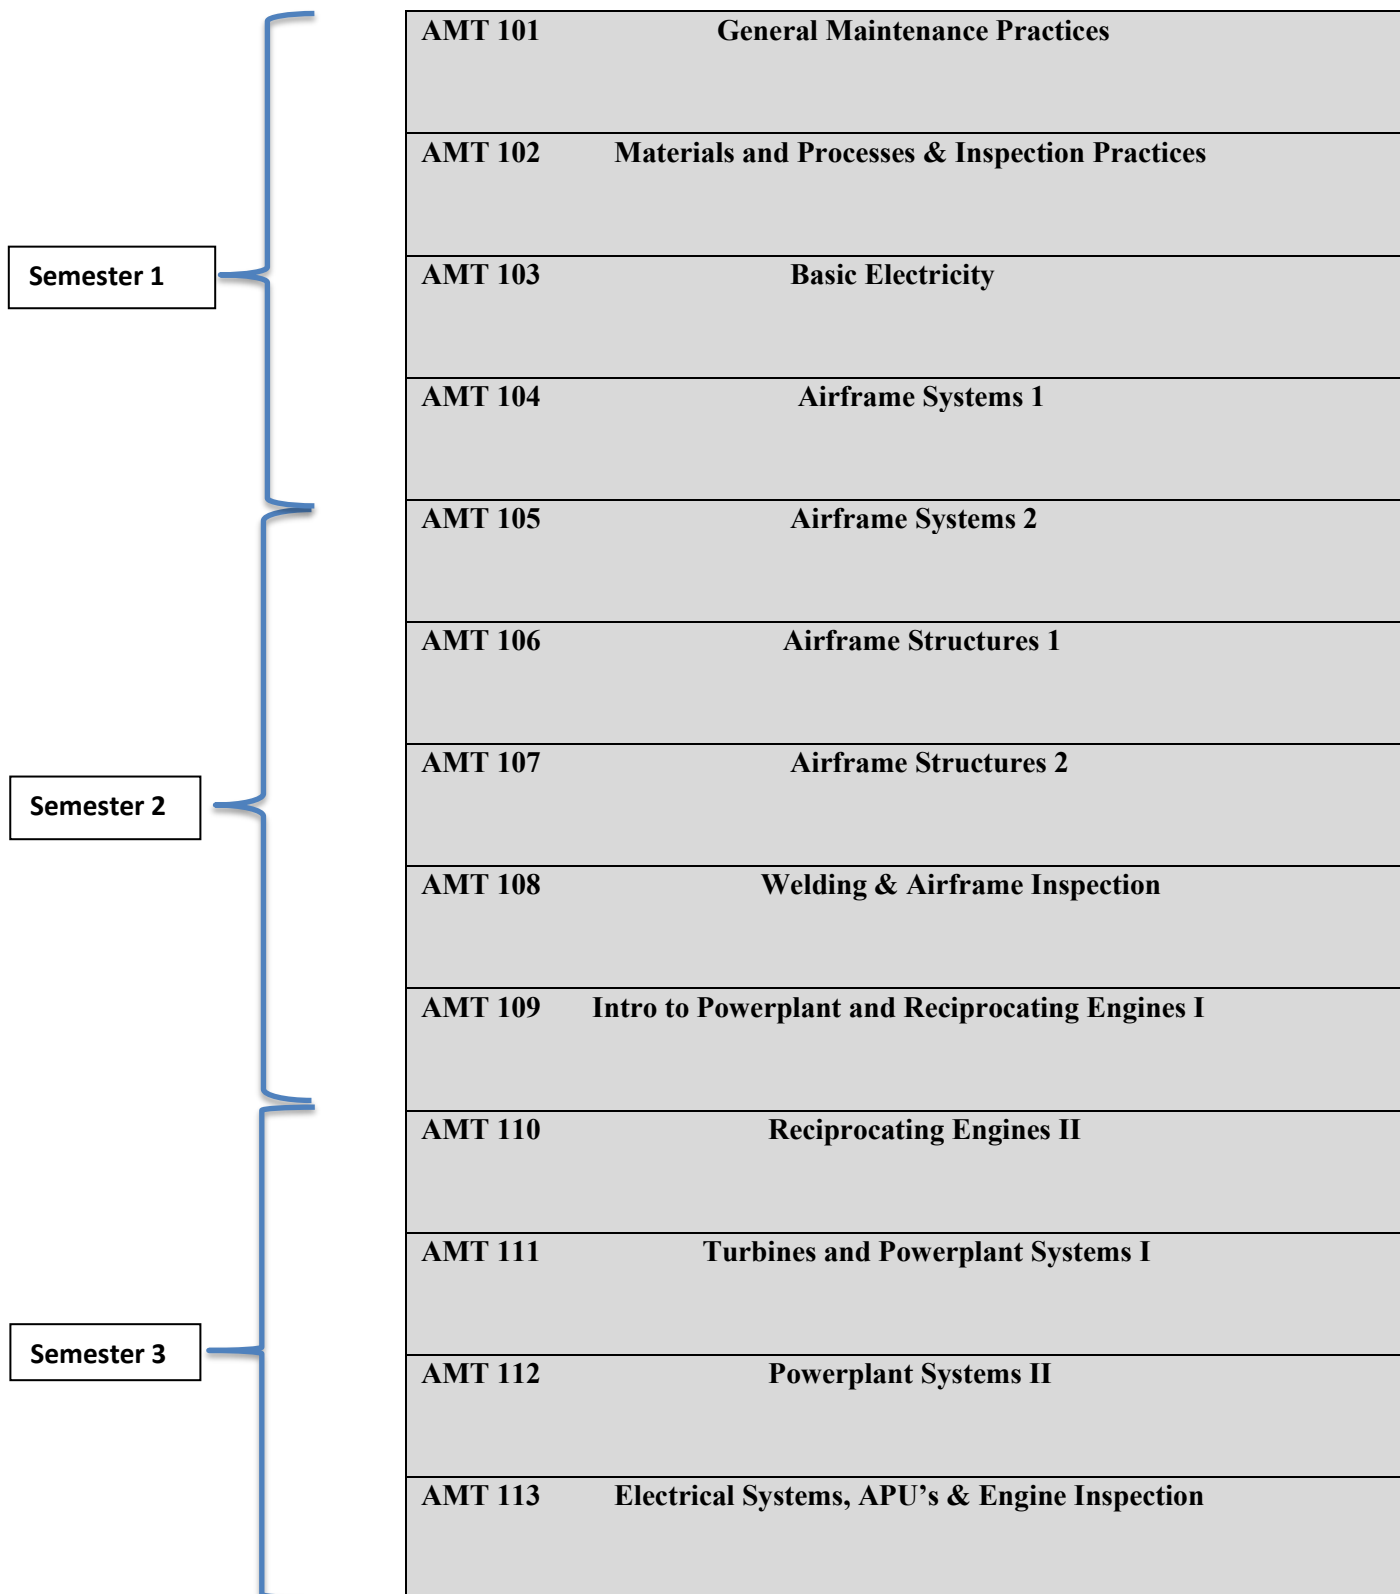 AMT 101 General Maintenance Practices
AMT 102 Materials and Processes & Inspection Practices
Semester 1
AMT 103 Basic Electricity
AMT 104 Airframe Systems 1
AMT 105 Airframe Systems 2
AMT 106 Airframe Structures 1
AMT 107 Airframe Structures 2
Semester 2
AMT 108 Welding & Airframe Inspection
AMT 109 Intro to Powerplant and Reciprocating Engines I
AMT 110 Reciprocating Engines II
AMT 111 Turbines and Powerplant Systems I
Semester 3
AMT 112 Powerplant Systems II
AMT 113 Electrical Systems, APU’s & Engine Inspection